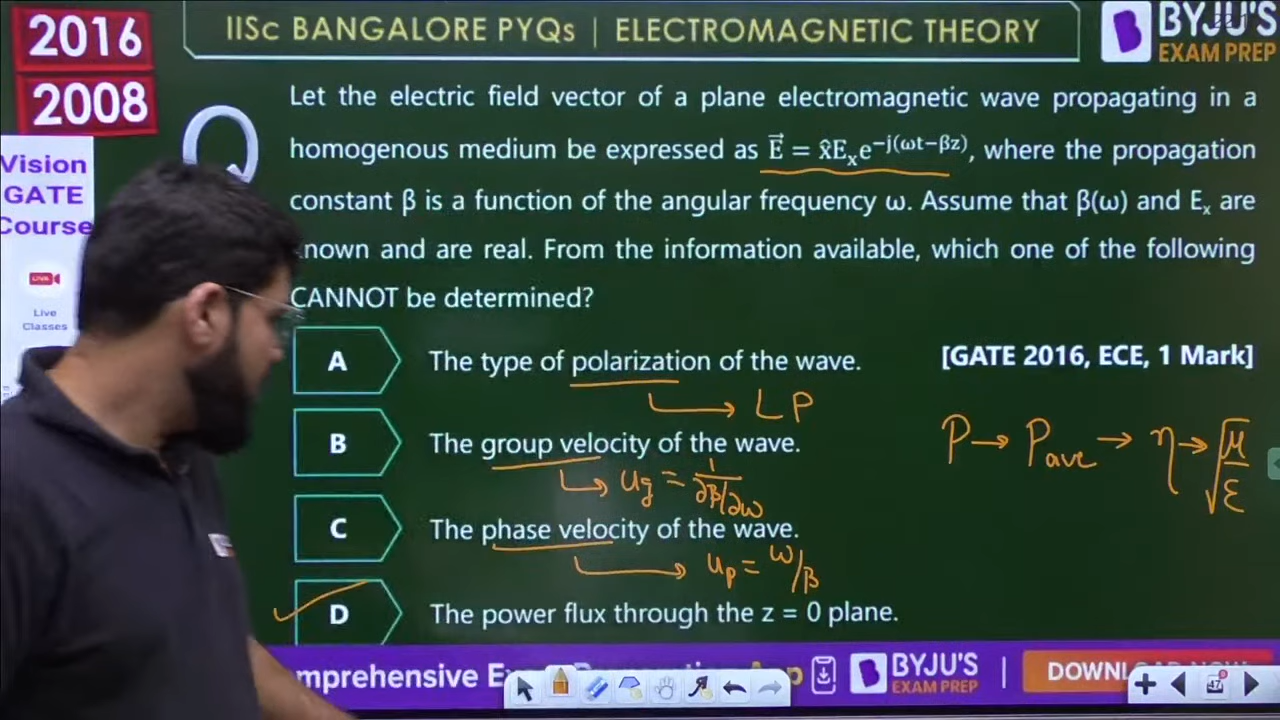 2016
2008
IISc BANGALORE PYQs | ELECTROMAGNETIC THEORY
BYJU'S
EXAM PREP
Vision
GATE
Course
LIVE
Live
Classes
Q
Let the electric field vector of a plane electromagnetic wave propagating in a
homogenous medium be expressed as E⃗ = x̂Eₓe^{−j(ωt−βz)}, where the propagation
constant β is a function of the angular frequency ω. Assume that β(ω) and Eₓ are
nown and are real. From the information available, which one of the following
CANNOT be determined?
A The type of polarization of the wave. [GATE 2016, ECE, 1 Mark]
LP
P → P_ave → η → √(μ/ε)
B The group velocity of the wave.
u_g = 1/(∂β/∂ω)
C The phase velocity of the wave.
u_p = ω/β
D The power flux through the z = 0 plane.
mprehensive
BYJU'S
EXAM PREP